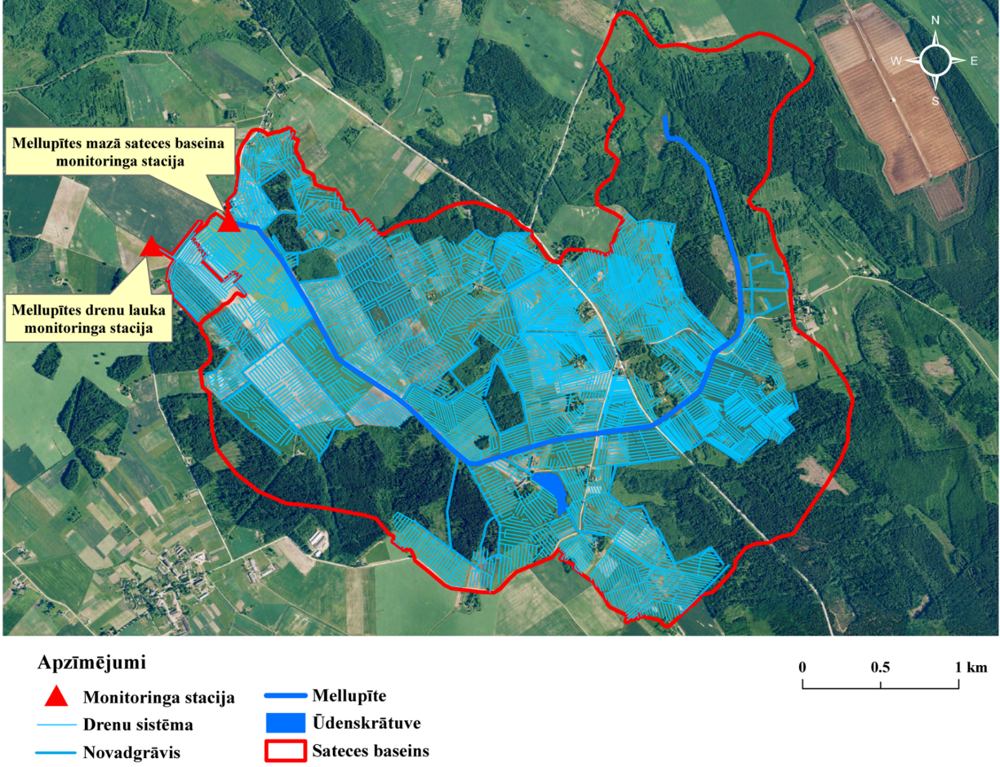 N
W
E
S
Mellupītes mazā sateces baseina
monitoringa stacija
Mellupītes drenu lauka
monitoringa stacija
Apzīmējumi
Monitoringa stacija
Drenu sistēma
Novadgrāvis
Mellupīte
Ūdenskrātuve
Sateces baseins
0 0.5 1 km